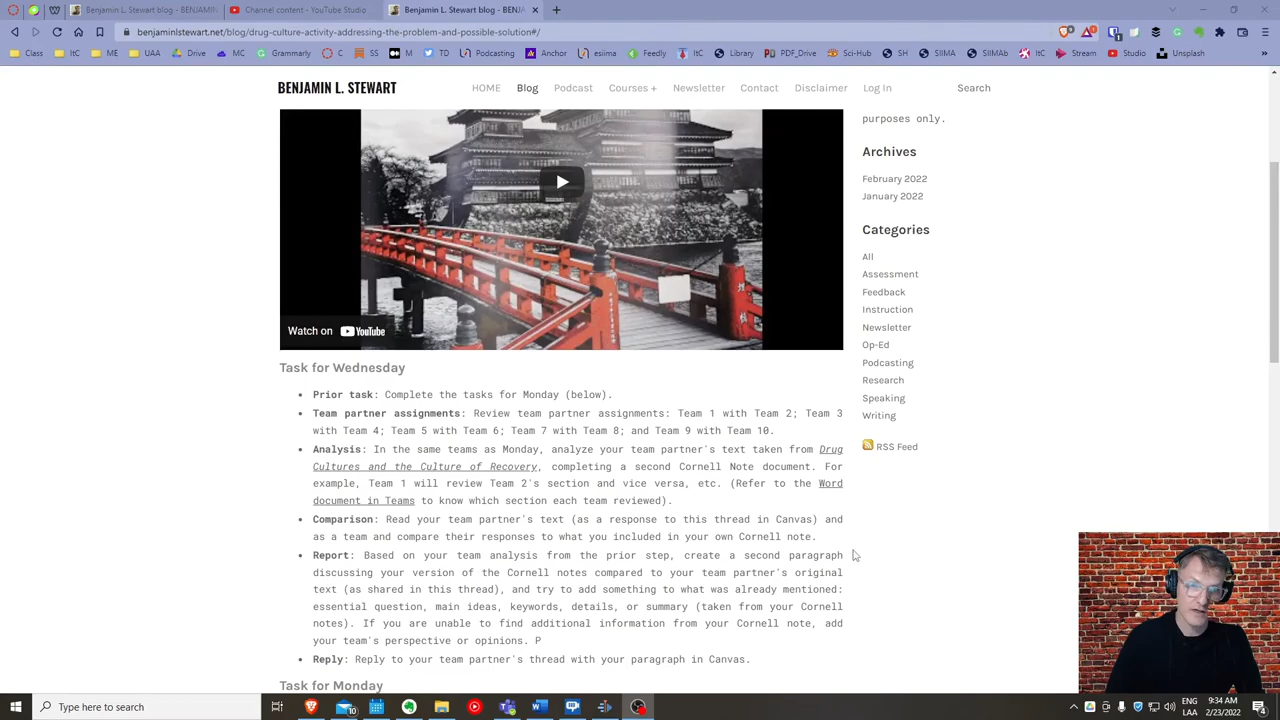 Benjamin L. Stewart blog - BENJAMIN
Channel content - YouTube Studio
Benjamin L. Stewart blog - BENJA
benjaminlstewart.net/blog/drug-culture-activity-addressing-the-problem-and-possible-solution#/
Class
ItC
UAA
Drive
MC
Grammarly
ItC
SS
TO
Podcasting
Anchor
esiima
Feedly
ItC
Library
PDF_Drive
Sci-Hub
SH
SIIMA
SIIMAb
ItC
Stream
Studio
Unsplash
BENJAMIN L. STEWART
HOME
Blog
Podcast
Courses +
Newsletter
Contact
Disclaimer
Log In
Search
Watch on YouTube
Task for Wednesday
• Prior task: Complete the tasks for Monday (below).
• Team partner assignments: Review team partner assignments: Team 1 with Team 2; Team 3
with Team 4; Team 5 with Team 6; Team 7 with Team 8; and Team 9 with Team 10.
• Analysis: In the same teams as Monday, analyze your team partner's text taken from Drug
Cultures and the Culture of Recovery, completing a second Cornell Note document. For
example, Team 1 will review Team 2's section and vice versa, etc. (Refer to the Word
document in Teams to know which section each team reviewed).
• Comparison: Read your team partner's text (as a response to this thread in Canvas) and
as a team and compare their responses to what you included in your own Cornell note.
• Report: Based on your team analysis in the prior step, create a second paragraph
discussing your view of the Cornell notes compared to your team partner's original
text (as shared in this thread), and try to add something to what was already mentioned:
essential question, main ideas, keywords, details, or summary (taken from your Cornell
notes). If you are unable to find additional information from your Cornell note, add
your team's perspective or opinions. P
• Reply: Reply to your team partner's thread with your paragraph in Canvas.
Task for Monday
purposes only.
Archives
February 2022
January 2022
Categories
All
Assessment
Feedback
Instruction
Newsletter
Op-Ed
Podcasting
Research
Speaking
Writing
RSS Feed
Type here to search
ENG
LAA
9:34 AM
2/23/2022